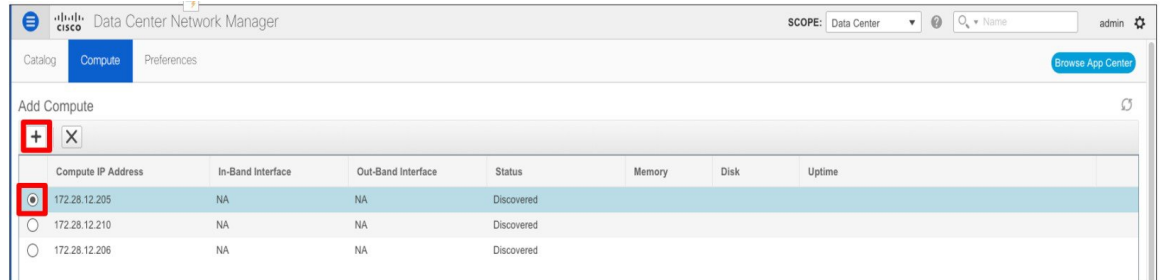 CISCO Data Center Network Manager SCOPE: Data Center Name admin
Catalog Compute Preferences Browse App Center
Add Compute
+ X
Compute IP Address In-Band Interface Out-Band Interface Status Memory Disk Uptime
172.28.12.205 NA NA Discovered
172.28.12.210 NA NA Discovered
172.28.12.206 NA NA Discovered